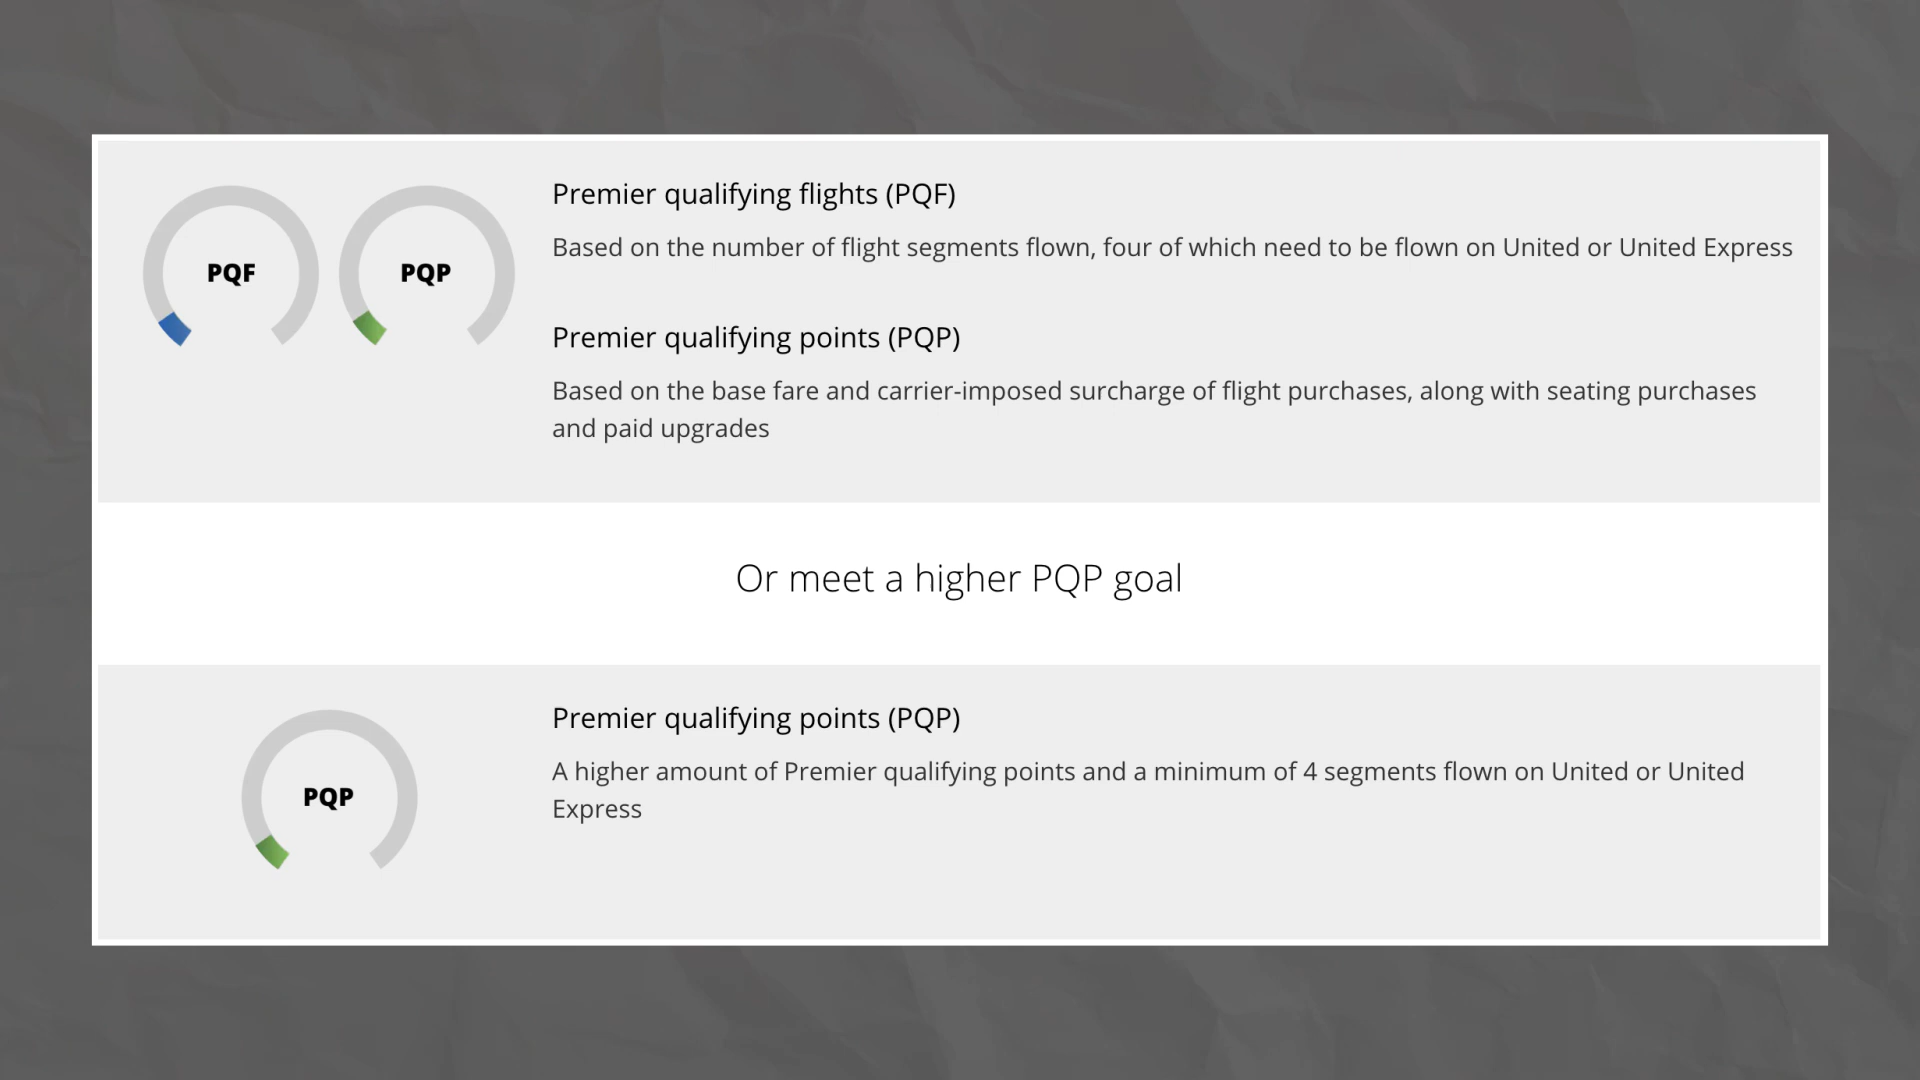 PQF
PQP
Premier qualifying flights (PQF)
Based on the number of flight segments flown, four of which need to be flown on United or United Express
Premier qualifying points (PQP)
Based on the base fare and carrier-imposed surcharge of flight purchases, along with seating purchases
and paid upgrades
Or meet a higher PQP goal
PQP
Premier qualifying points (PQP)
A higher amount of Premier qualifying points and a minimum of 4 segments flown on United or United
Express